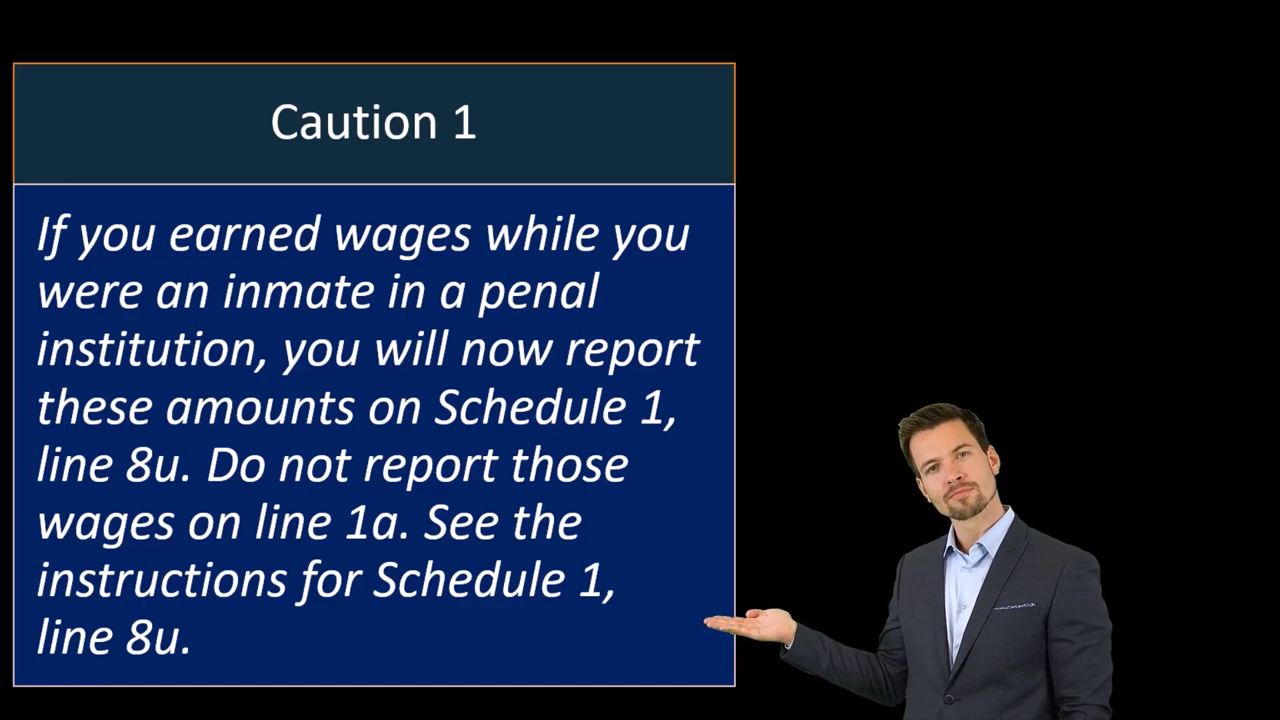 Caution 1
If you earned wages while you
were an inmate in a penal
institution, you will now report
these amounts on Schedule 1,
line 8u. Do not report those
wages on line 1a. See the
instructions for Schedule 1,
line 8u.